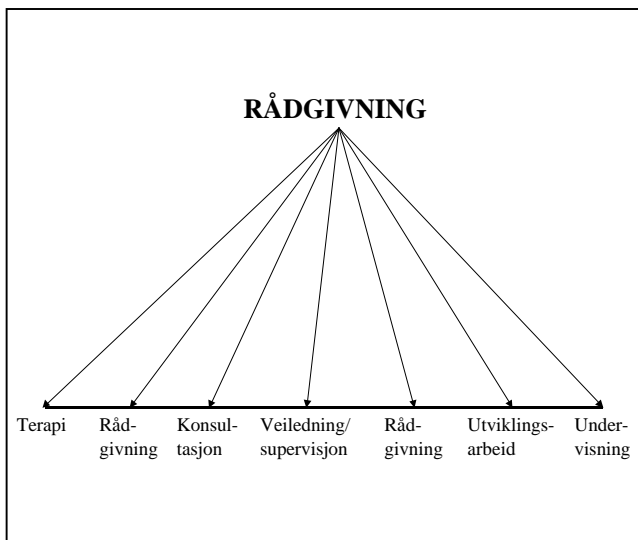 RÅDGIVNING
Terapi
Råd-
givning
Konsul-
tasjon
Veiledning/
supervisjon
Råd-
givning
Utviklings-
arbeid
Under-
visning